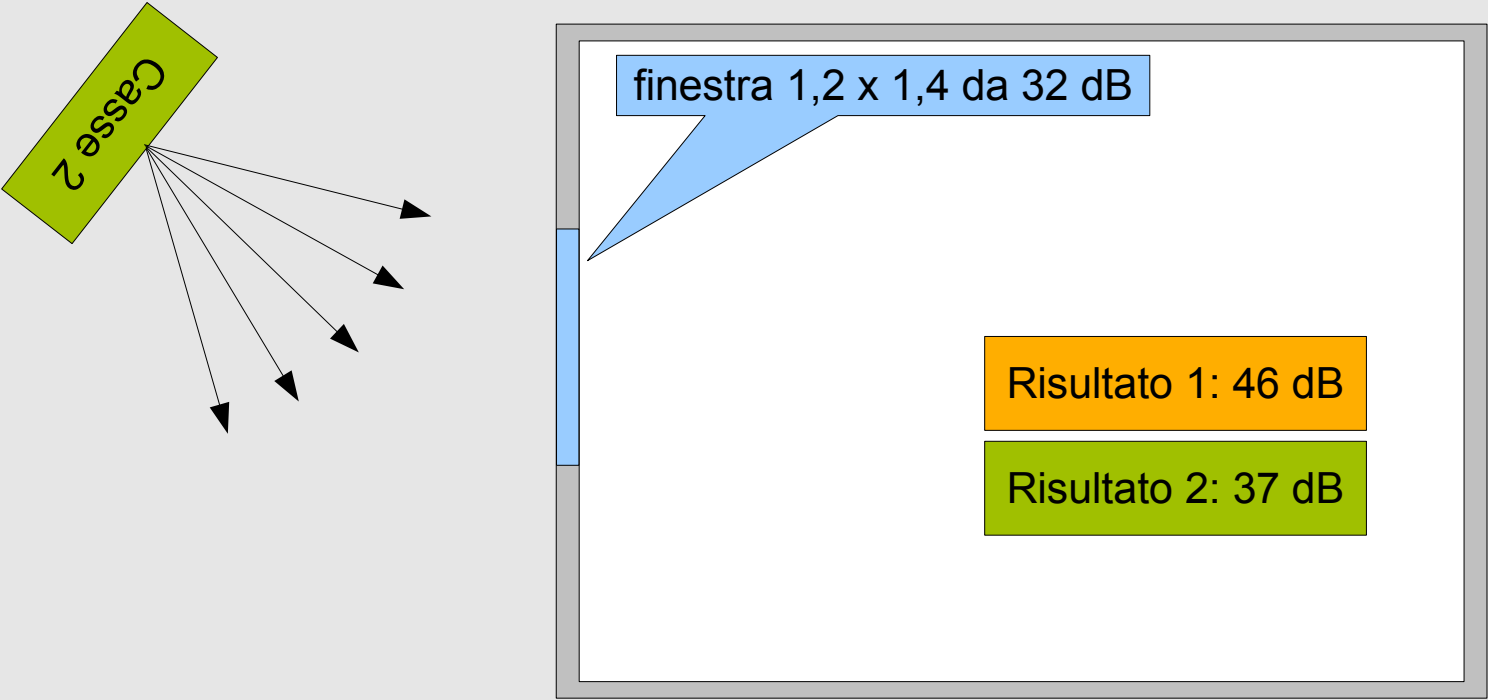 Casse 2
finestra 1,2 x 1,4 da 32 dB
Risultato 1: 46 dB
Risultato 2: 37 dB